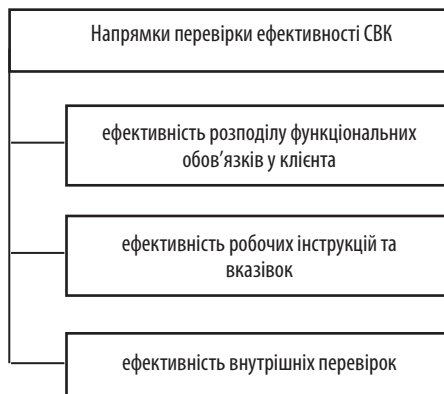 Напрямки перевірки ефективності СВК
ефективність розподілу функціональних
обов’язків у клієнта
ефективність робочих інструкцій та
вказівок
ефективність внутрішніх перевірок